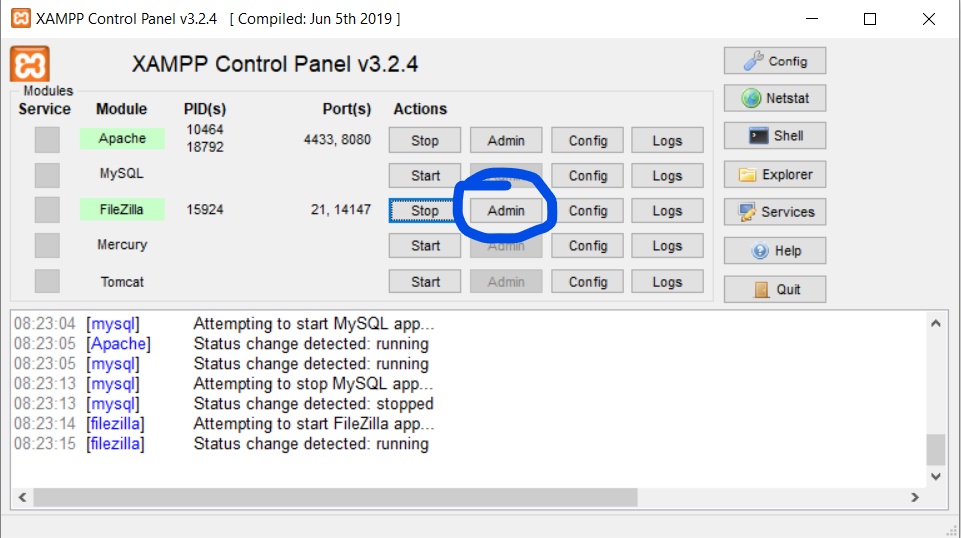 XAMPP Control Panel v3.2.4 [ Compiled: Jun 5th 2019 ]
XAMPP Control Panel v3.2.4
Config
Modules
Service Module PID(s) Port(s) Actions
Netstat
Apache 10464 18792 4433, 8080 Stop Admin Config Logs
Shell
MySQL Start Config Logs
Explorer
FileZilla 15924 21, 14147 Stop Admin Config Logs
Services
Mercury Start Admin Config Logs
Help
Tomcat Start Admin Config Logs
Quit
08:23:04 [mysql] Attempting to start MySQL app...
08:23:05 [Apache] Status change detected: running
08:23:05 [mysql] Status change detected: running
08:23:13 [mysql] Attempting to stop MySQL app...
08:23:13 [mysql] Status change detected: stopped
08:23:14 [filezilla] Attempting to start FileZilla app...
08:23:15 [filezilla] Status change detected: running